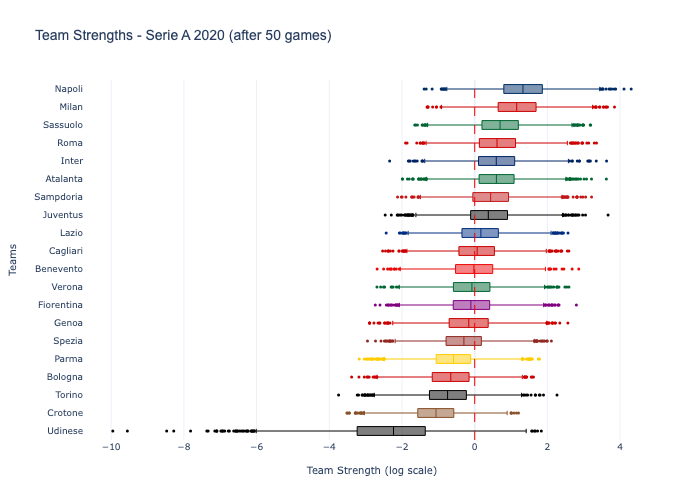 Team Strengths - Serie A 2020 (after 50 games)
Teams
Napoli
Milan
Sassuolo
Roma
Inter
Atalanta
Sampdoria
Juventus
Lazio
Cagliari
Benevento
Verona
Fiorentina
Genoa
Spezia
Parma
Bologna
Torino
Crotone
Udinese
−10 −8 −6 −4 −2 0 2 4
Team Strength (log scale)